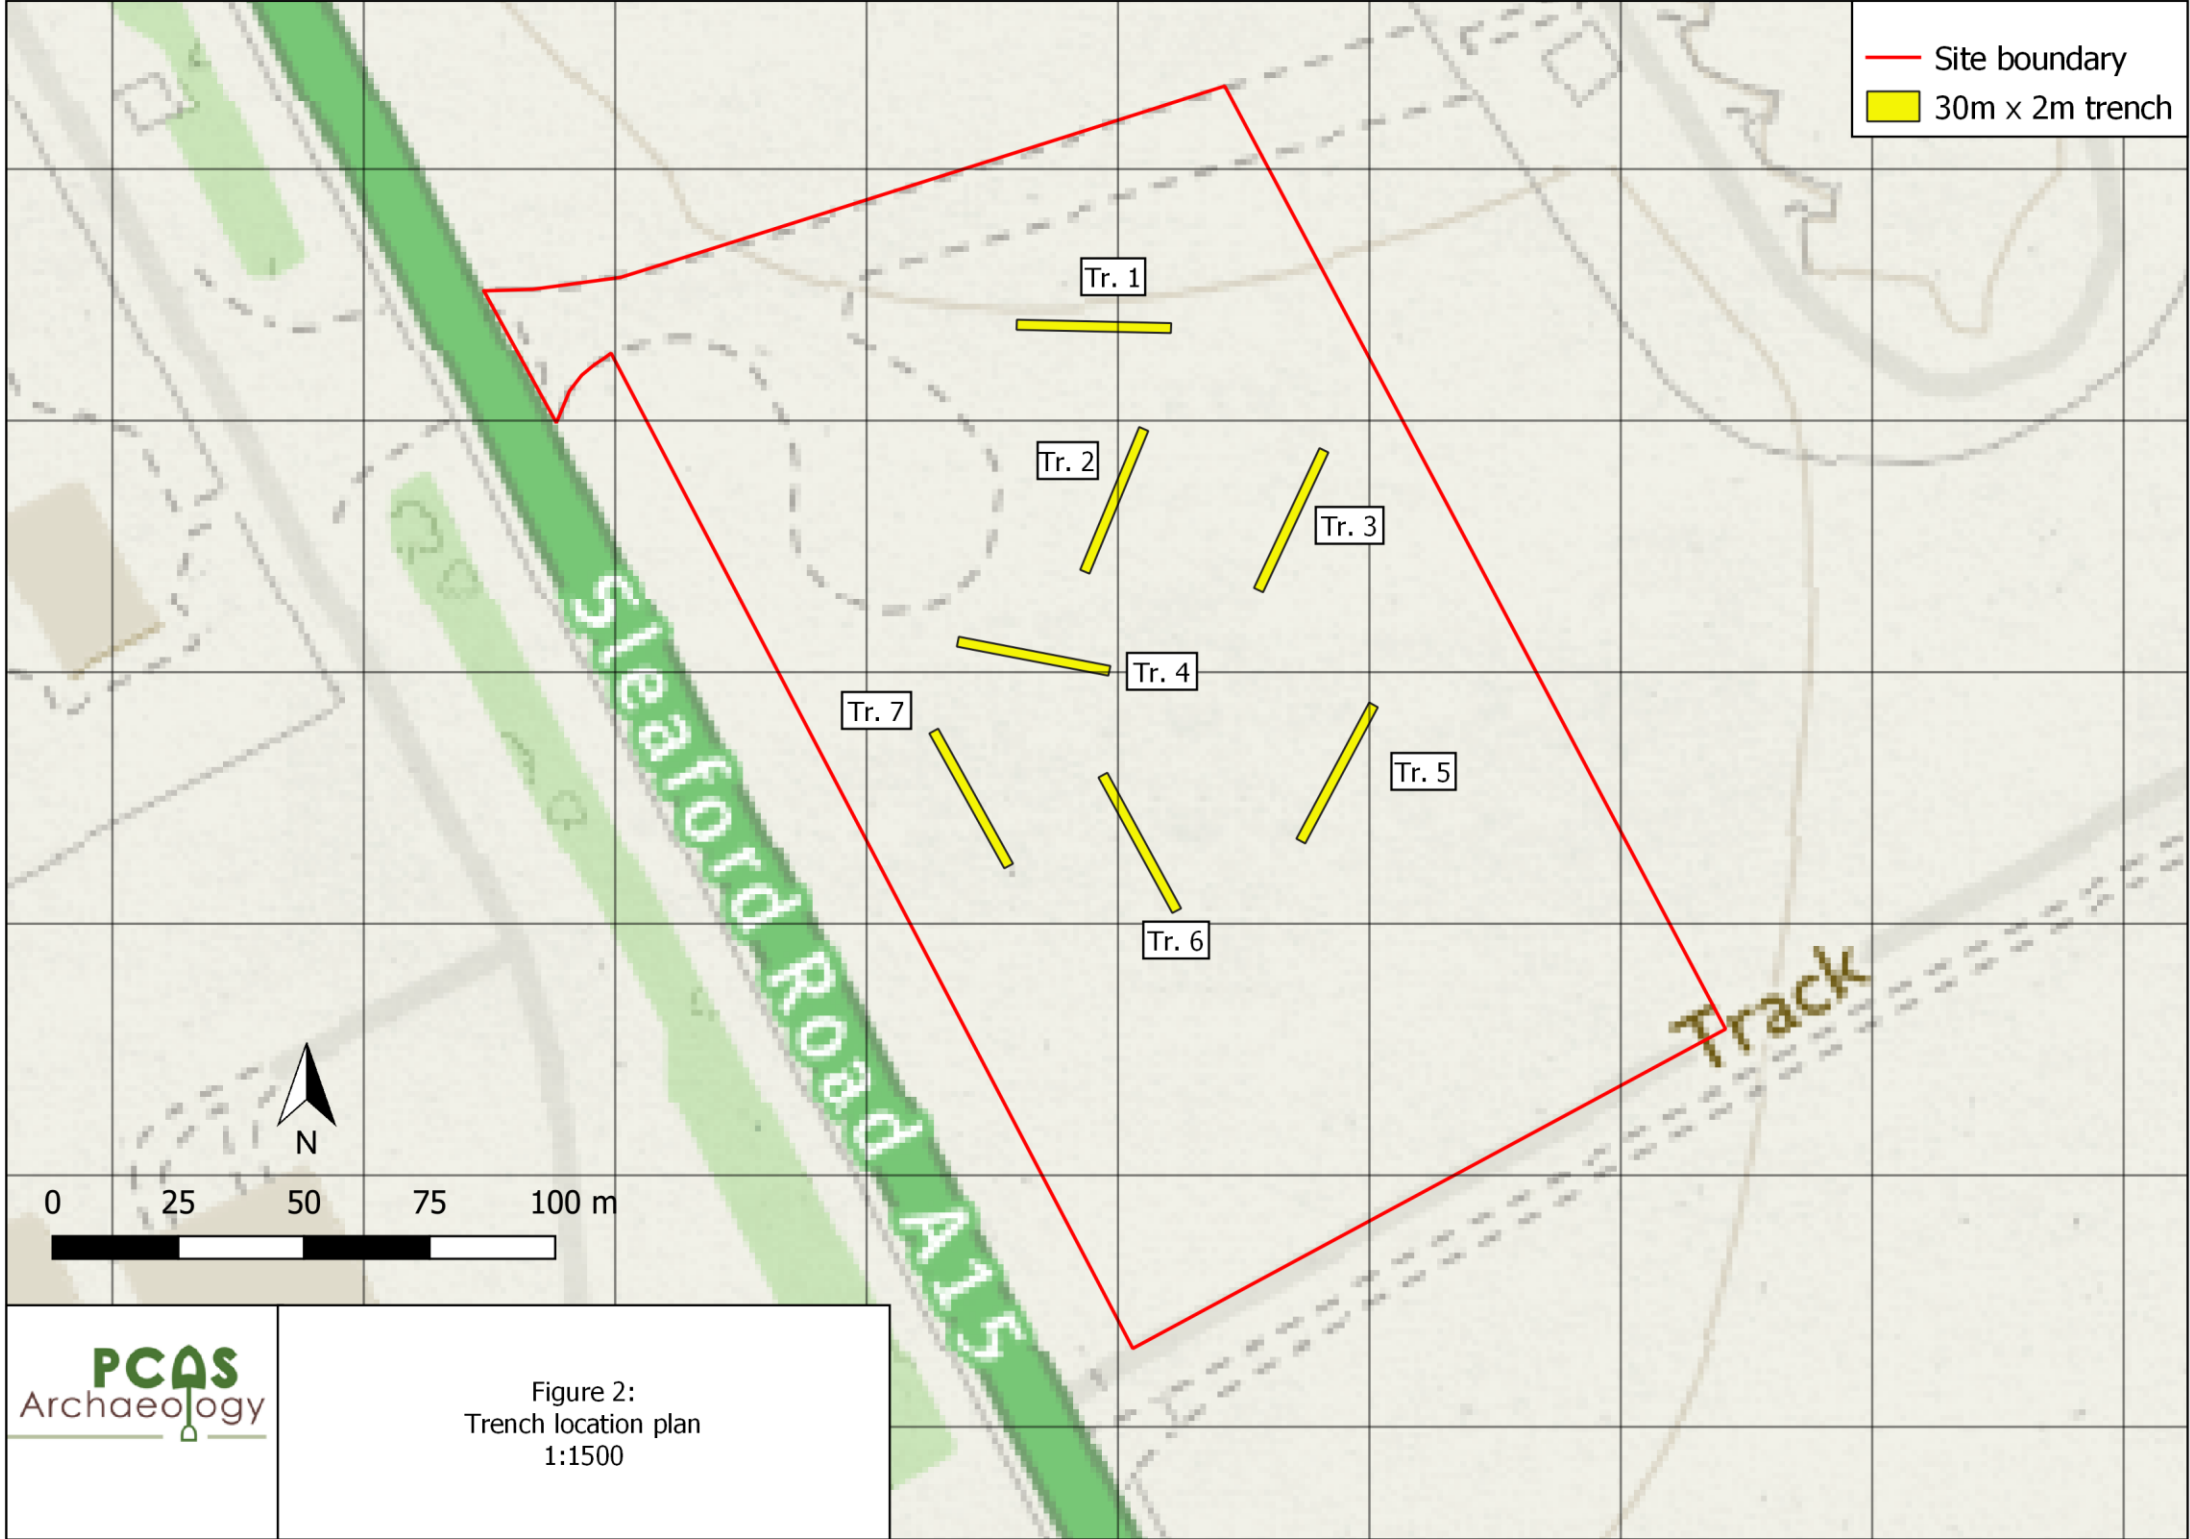 Site boundary
30m x 2m trench
Tr. 1
Tr. 2
Tr. 3
Tr. 4
Tr. 7
Tr. 5
Tr. 6
Sleaford Road A15
Track
N
0 25 50 75 100 m
PCAS
Archaeology
Figure 2:
Trench location plan
1:1500